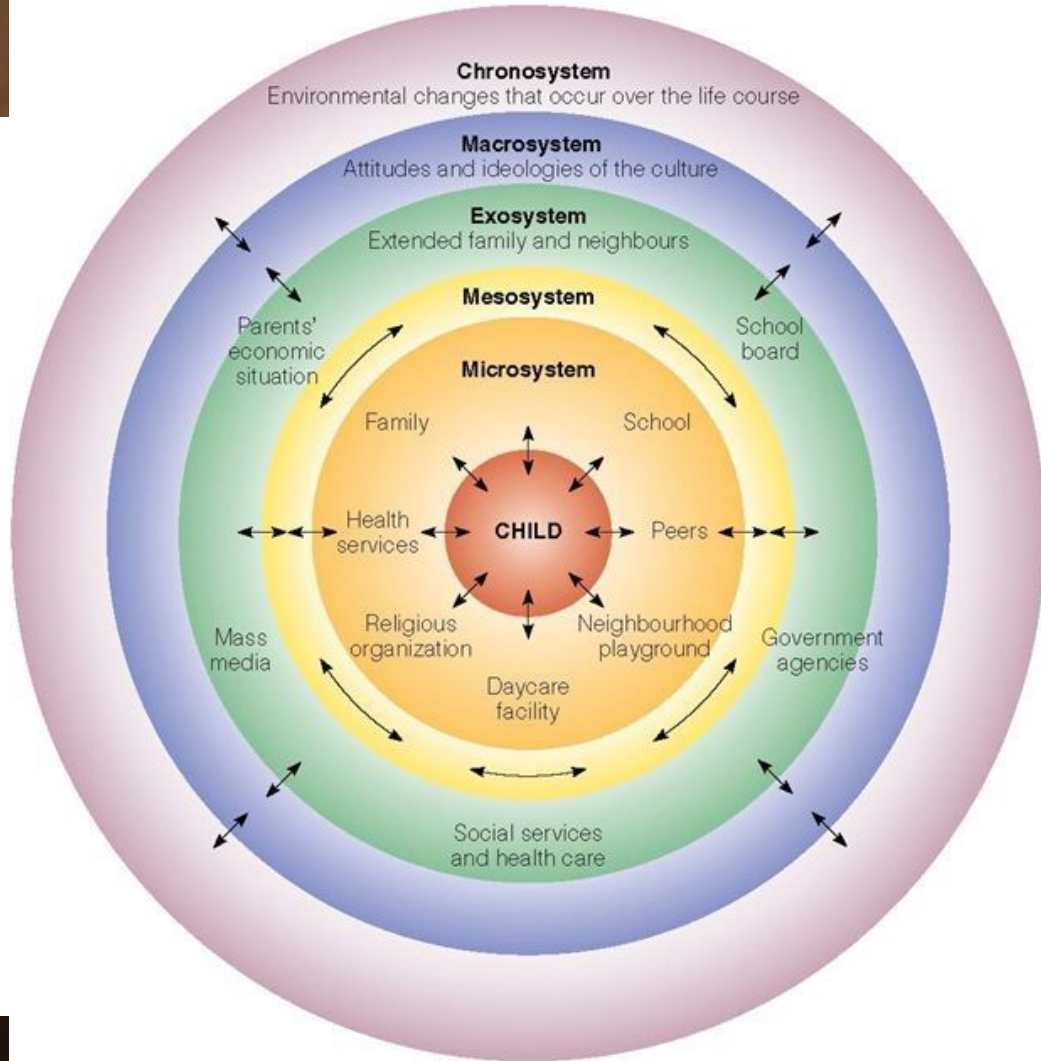 Chronosystem
Environmental changes that occur over the life course
Macrosystem
Attitudes and ideologies of the culture
Exosystem
Extended family and neighbours
Mesosystem
Parents'
economic
situation
School
board
Microsystem
Family
School
Health
services
CHILD
Peers
Religious
organization
Neighbourhood
playground
Mass
media
Government
agencies
Daycare
facility
Social services
and health care